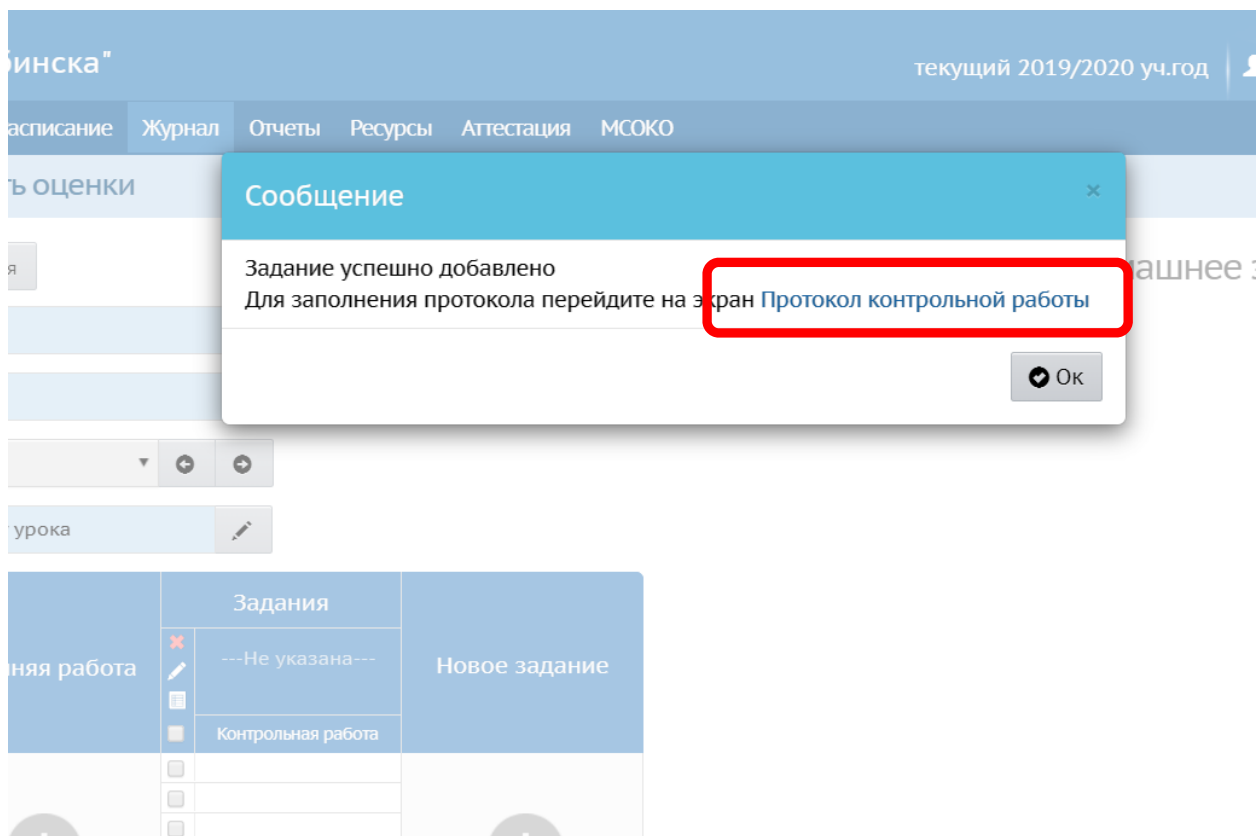 бинска"
текущий 2019/2020 уч.год
асписание Журнал Отчеты Ресурсы Аттестация МСОКО
ть оценки
Сообщение
я
Задание успешно добавлено
ашнее з
Для заполнения протокола перейдите на экран Протокол контрольной работы
Ок
урока
Задания
няя работа
---Не указана---
Новое задание
Контрольная работа